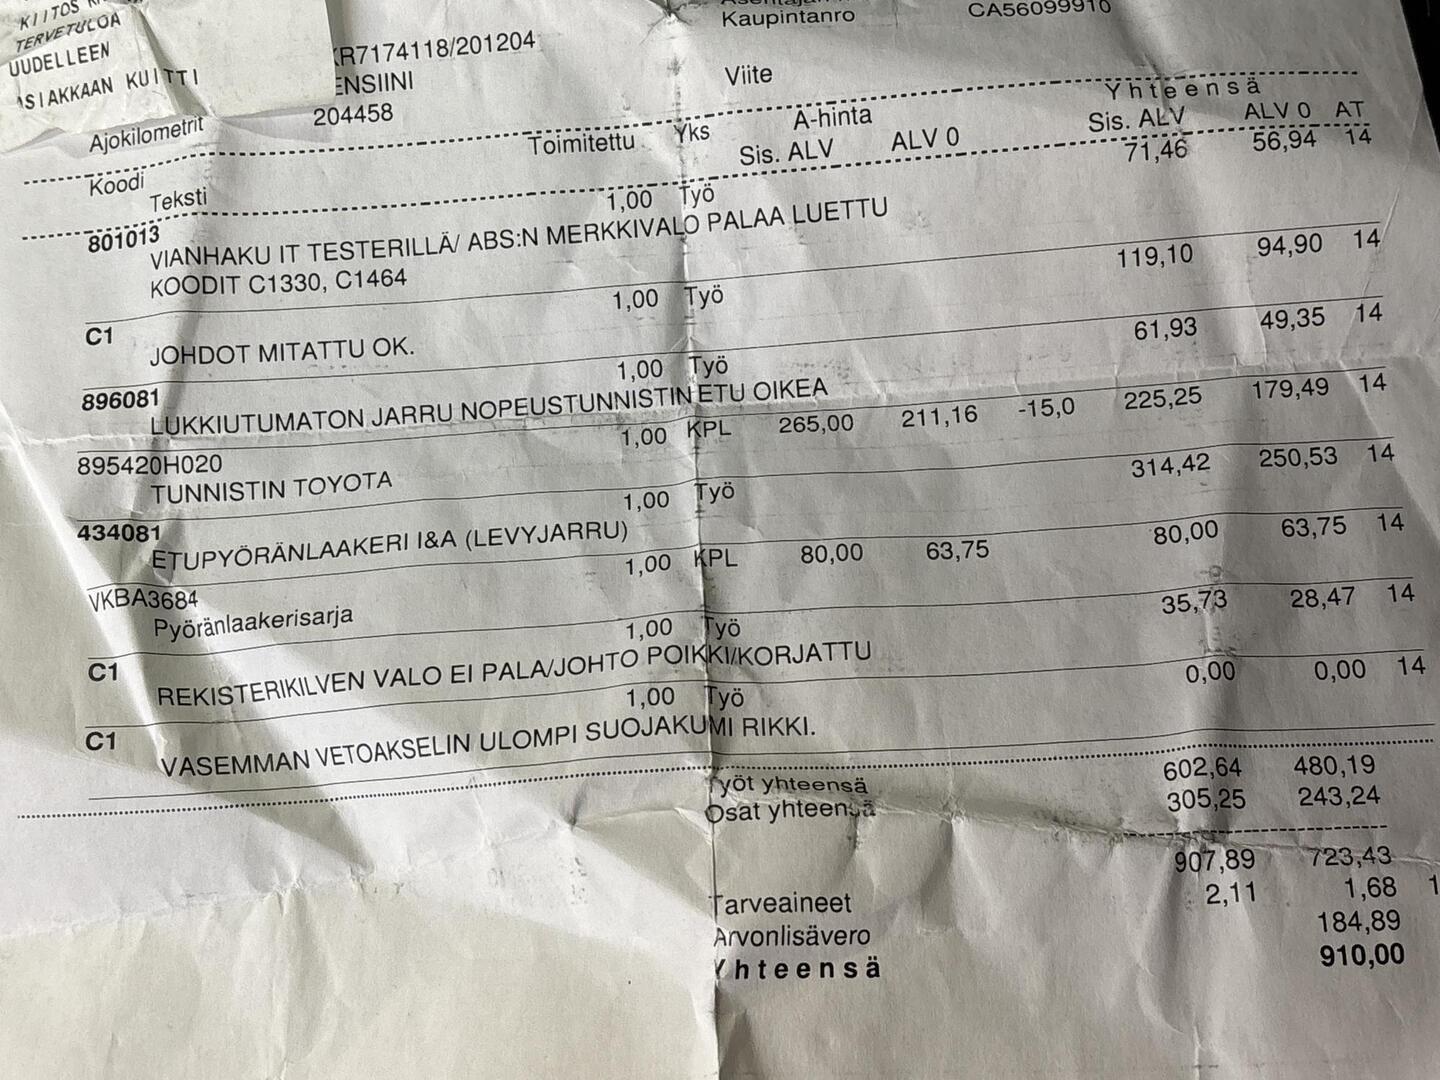 KIITOS
TERVETULOA
UUDELLEEN
ASIAKKAAN KUITTI
Kaupintanro CA56099910
KR7174118/201204
ENSIINI
Viite
Ajokilometrit 204458
Yhteensä
Koodi Toimitettu Yks A-hinta Sis. ALV ALV 0 AT
Teksti Sis. ALV ALV 0
801013 1,00 Työ 71,46 56,94 14
VIANHAKU IT TESTERILLÄ/ ABS:N MERKKIVALO PALAA LUETTU
KOODIT C1330, C1464
C1 1,00 Työ 119,10 94,90 14
JOHDOT MITATTU OK.
896081 1,00 Työ 61,93 49,35 14
LUKKIUTUMATON JARRU NOPEUSTUNNISTIN ETU OIKEA
895420H020 1,00 KPL 265,00 211,16 -15,0 225,25 179,49 14
TUNNISTIN TOYOTA
434081 1,00 Työ 314,42 250,53 14
ETUPYÖRÄNLAAKERI I&A (LEVYJARRU)
VKBA3684 1,00 KPL 80,00 63,75 80,00 63,75 14
Pyöränlaakerisarja
C1 1,00 Työ 35,73 28,47 14
REKISTERIKILVEN VALO EI PALA/JOHTO POIKKI/KORJATTU
C1 1,00 Työ 0,00 0,00 14
VASEMMAN VETOAKSELIN ULOMPI SUOJAKUMI RIKKI.
Työt yhteensä 602,64 480,19
Osat yhteensä 305,25 243,24
907,89 723,43
Tarveaineet 2,11 1,68 1
Arvonlisävero 184,89
Yhteensä 910,00